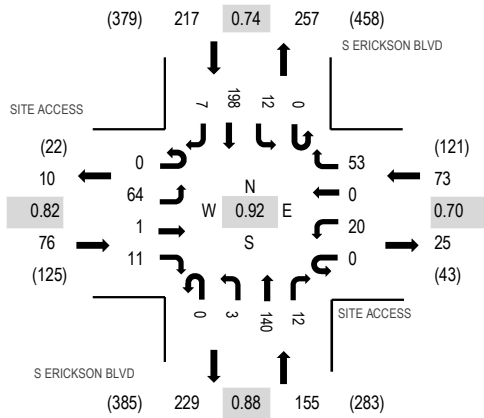 (379) 217 0.74 257 (458)
S ERICKSON BLVD
7 198 12 0
SITE ACCESS
(22)
10
0.82
76
(125)
0
64
1
11
N
W 0.92 E
S
53
0
20
0
(121)
73
0.70
25
(43)
0 3 140 12
SITE ACCESS
S ERICKSON BLVD
(385) 229 0.88 155 (283)